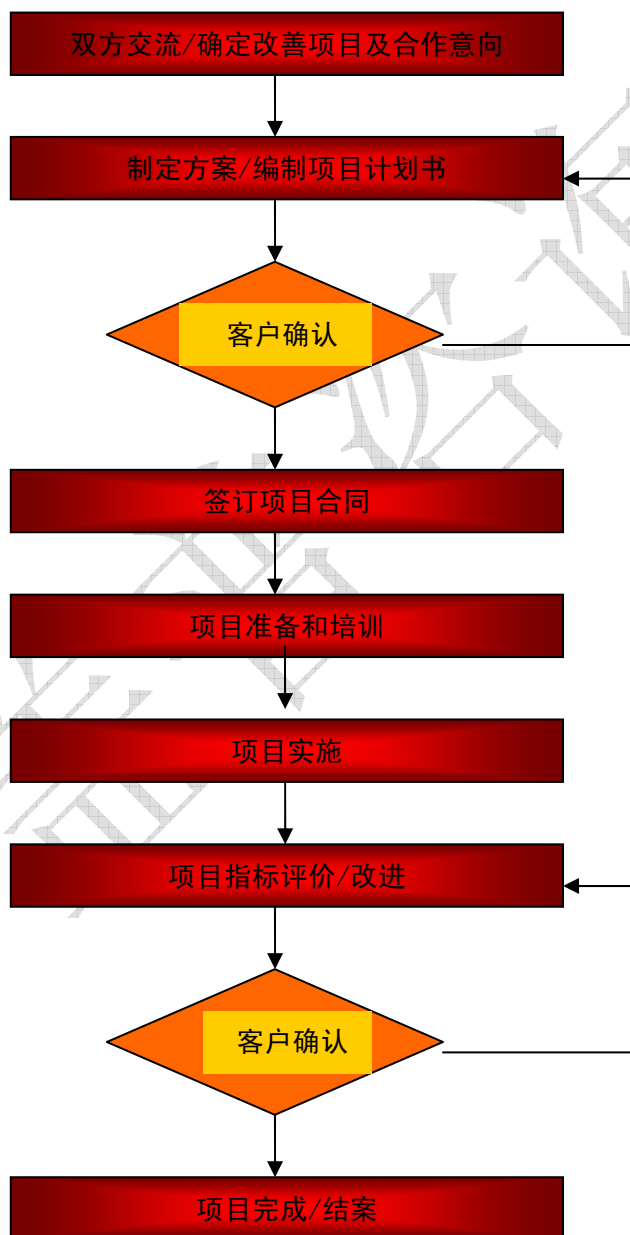 双方交流/确定改善项目及合作意向
制定方案/编制项目计划书
客户确认
签订项目合同
项目准备和培训
项目实施
项目指标评价/改进
客户确认
项目完成/结案